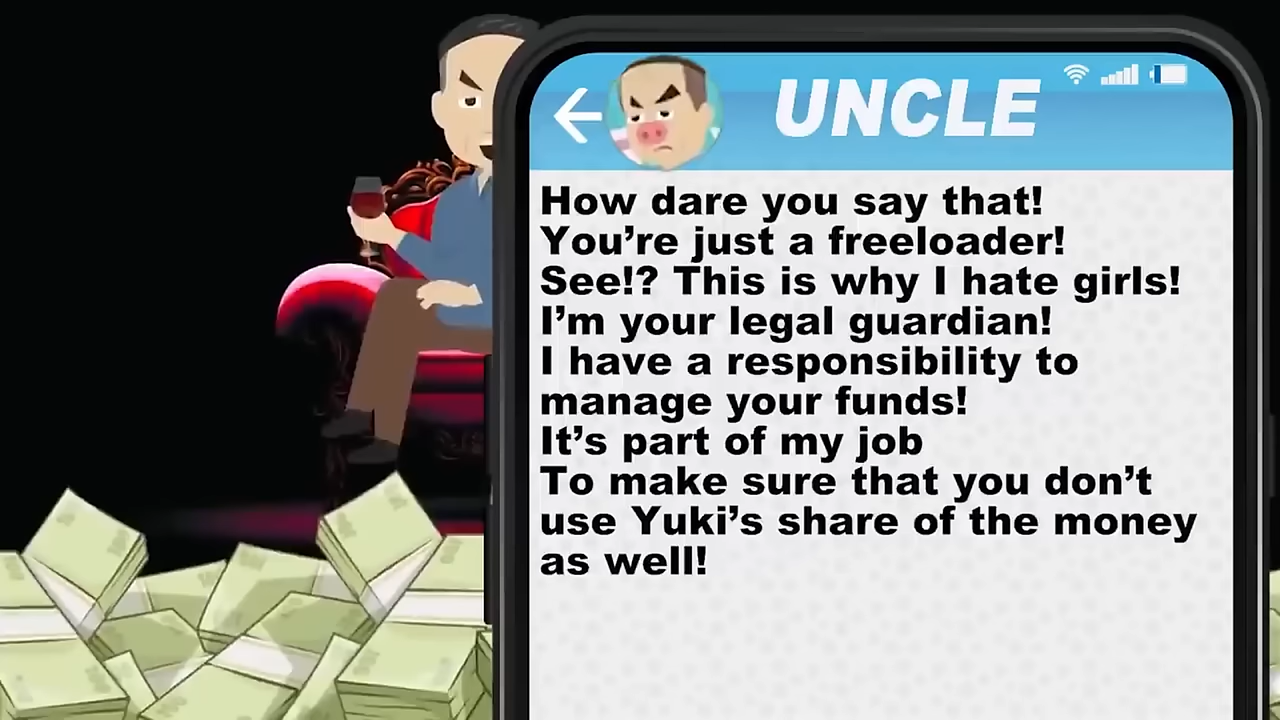 UNCLE
How dare you say that!
You’re just a freeloader!
See!? This is why I hate girls!
I’m your legal guardian!
I have a responsibility to
manage your funds!
It’s part of my job
To make sure that you don’t
use Yuki’s share of the money
as well!